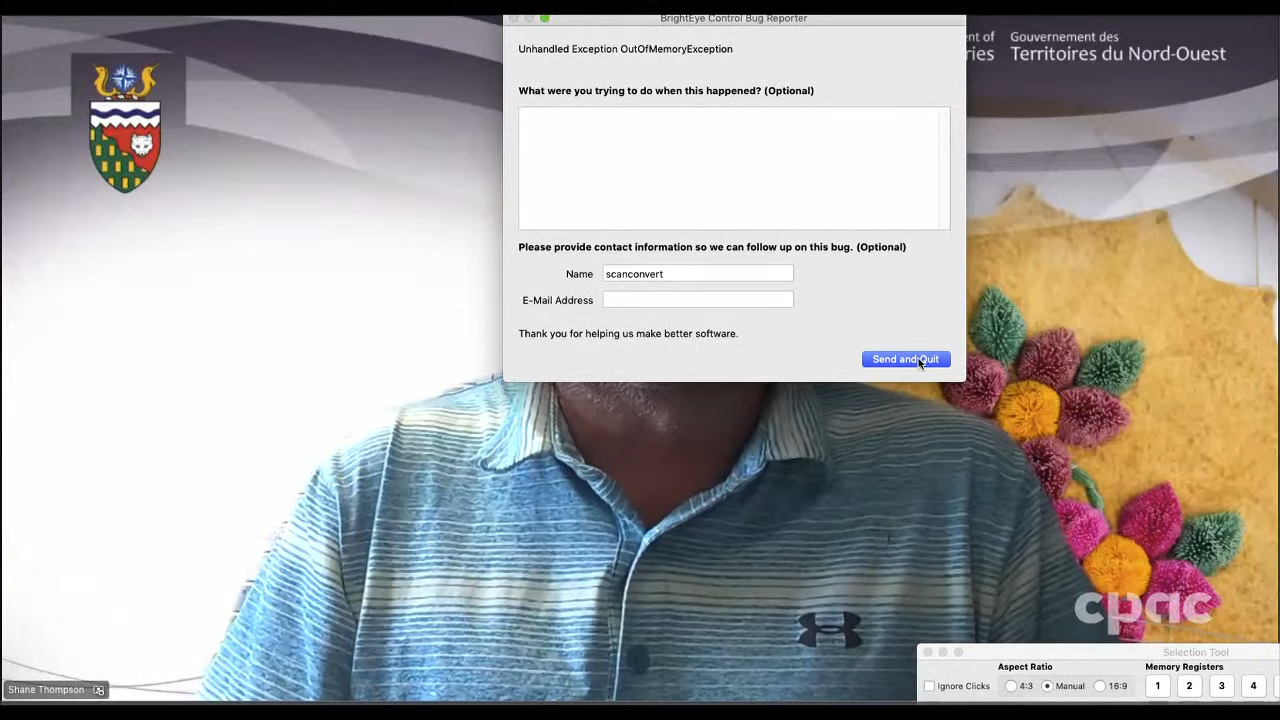 BrightEye Control Bug Reporter
Unhandled Exception OutOfMemoryException
What were you trying to do when this happened? (Optional)
Please provide contact information so we can follow up on this bug. (Optional)
Name scanconvert
E-Mail Address
Thank you for helping us make better software.
Send and Quit
ent of
ries
Gouvernement des
Territoires du Nord-Ouest
cpac
Shane Thompson
Selection Tool
Aspect Ratio
Memory Registers
Ignore Clicks
4:3
Manual
16:9
1
2
3
4